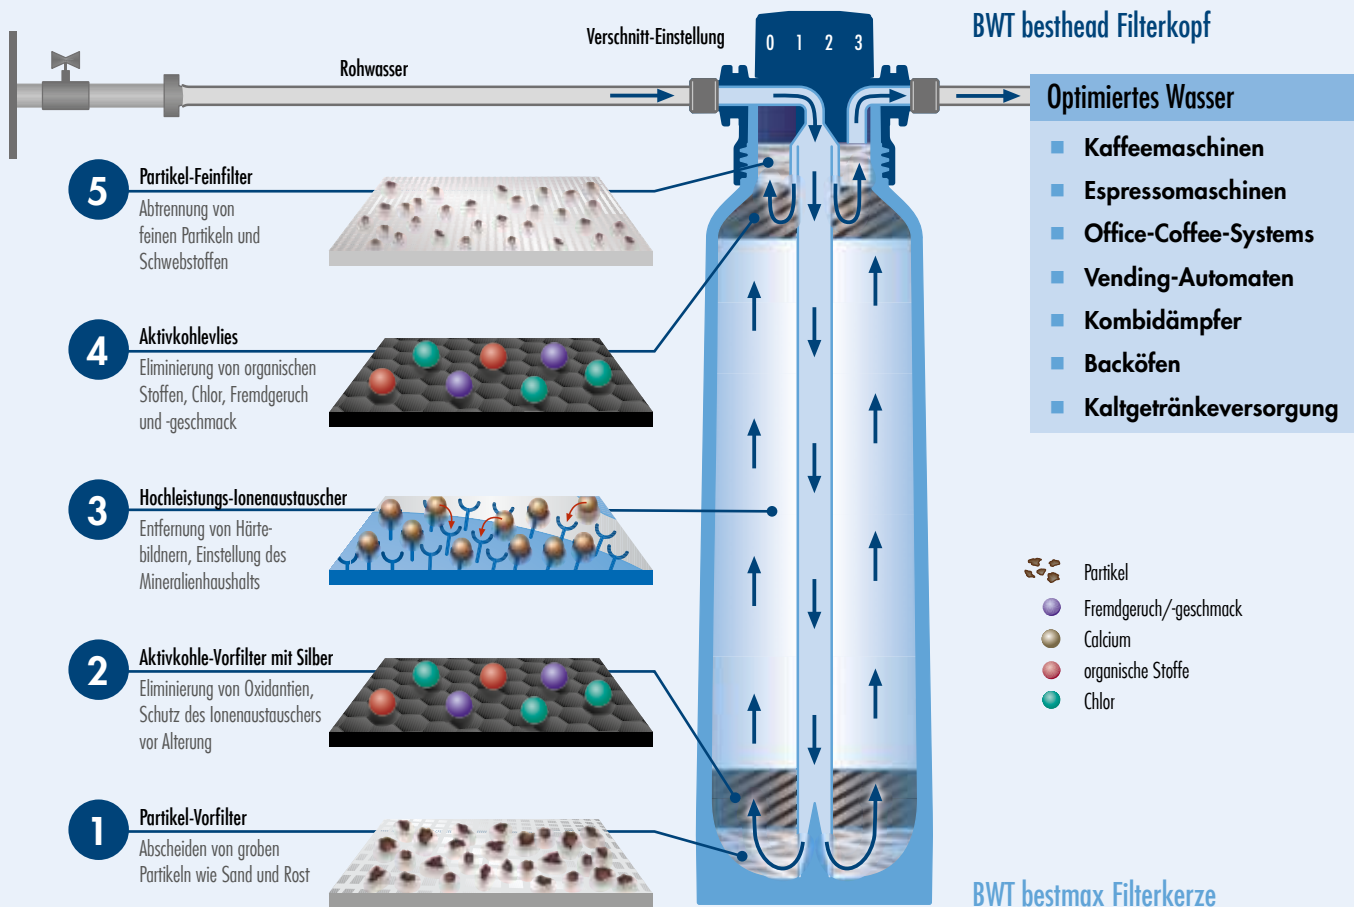 BWT besthead Filterkopf
Verschnitt-Einstellung
0 1 2 3
Rohwasser
Optimiertes Wasser
Kaffeemaschinen
Espressomaschinen
Office-Coffee-Systems
Vending-Automaten
Kombidämpfer
Backöfen
Kaltgetränkeversorgung
5
Partikel-Feinfilter
Abtrennung von
feinen Partikeln und
Schwebstoffen
4
Aktivkohlevlies
Eliminierung von organischen
Stoffen, Chlor, Fremdgeruch
und -geschmack
3
Hochleistungs-Ionenaustauscher
Entfernung von Härte-
bildnern, Einstellung des
Mineralienhaushalts
2
Aktivkohle-Vorfilter mit Silber
Eliminierung von Oxidantien,
Schutz des Ionenaustauschers
vor Alterung
1
Partikel-Vorfilter
Abscheiden von groben
Partikeln wie Sand und Rost
Partikel
Fremdgeruch/-geschmack
Calcium
organische Stoffe
Chlor
BWT bestmax Filterkerze